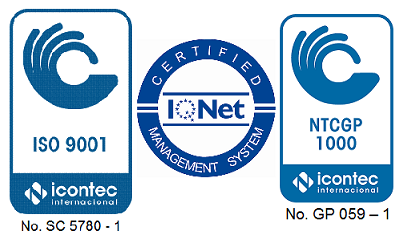 ISO 9001
icontec
internacional
No. SC 5780 - 1
CERTIFIED
IQNet
MANAGEMENT SYSTEM
NTCGP
1000
icontec
internacional
No. GP 059 – 1